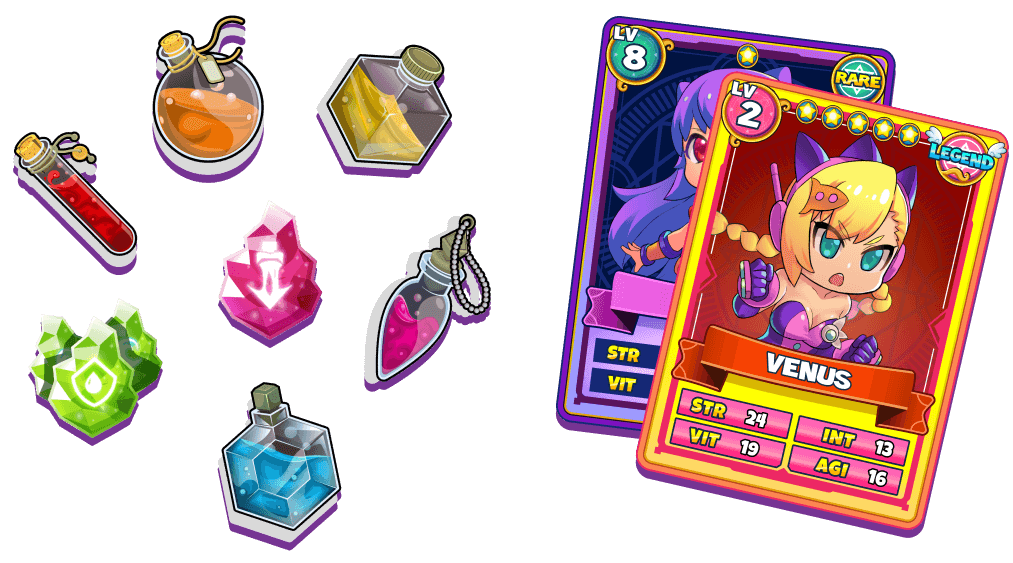 LV
8
RARE
STR
VIT
LV
2
LEGEND
VENUS
STR 24
INT 13
VIT 19
AGI 16